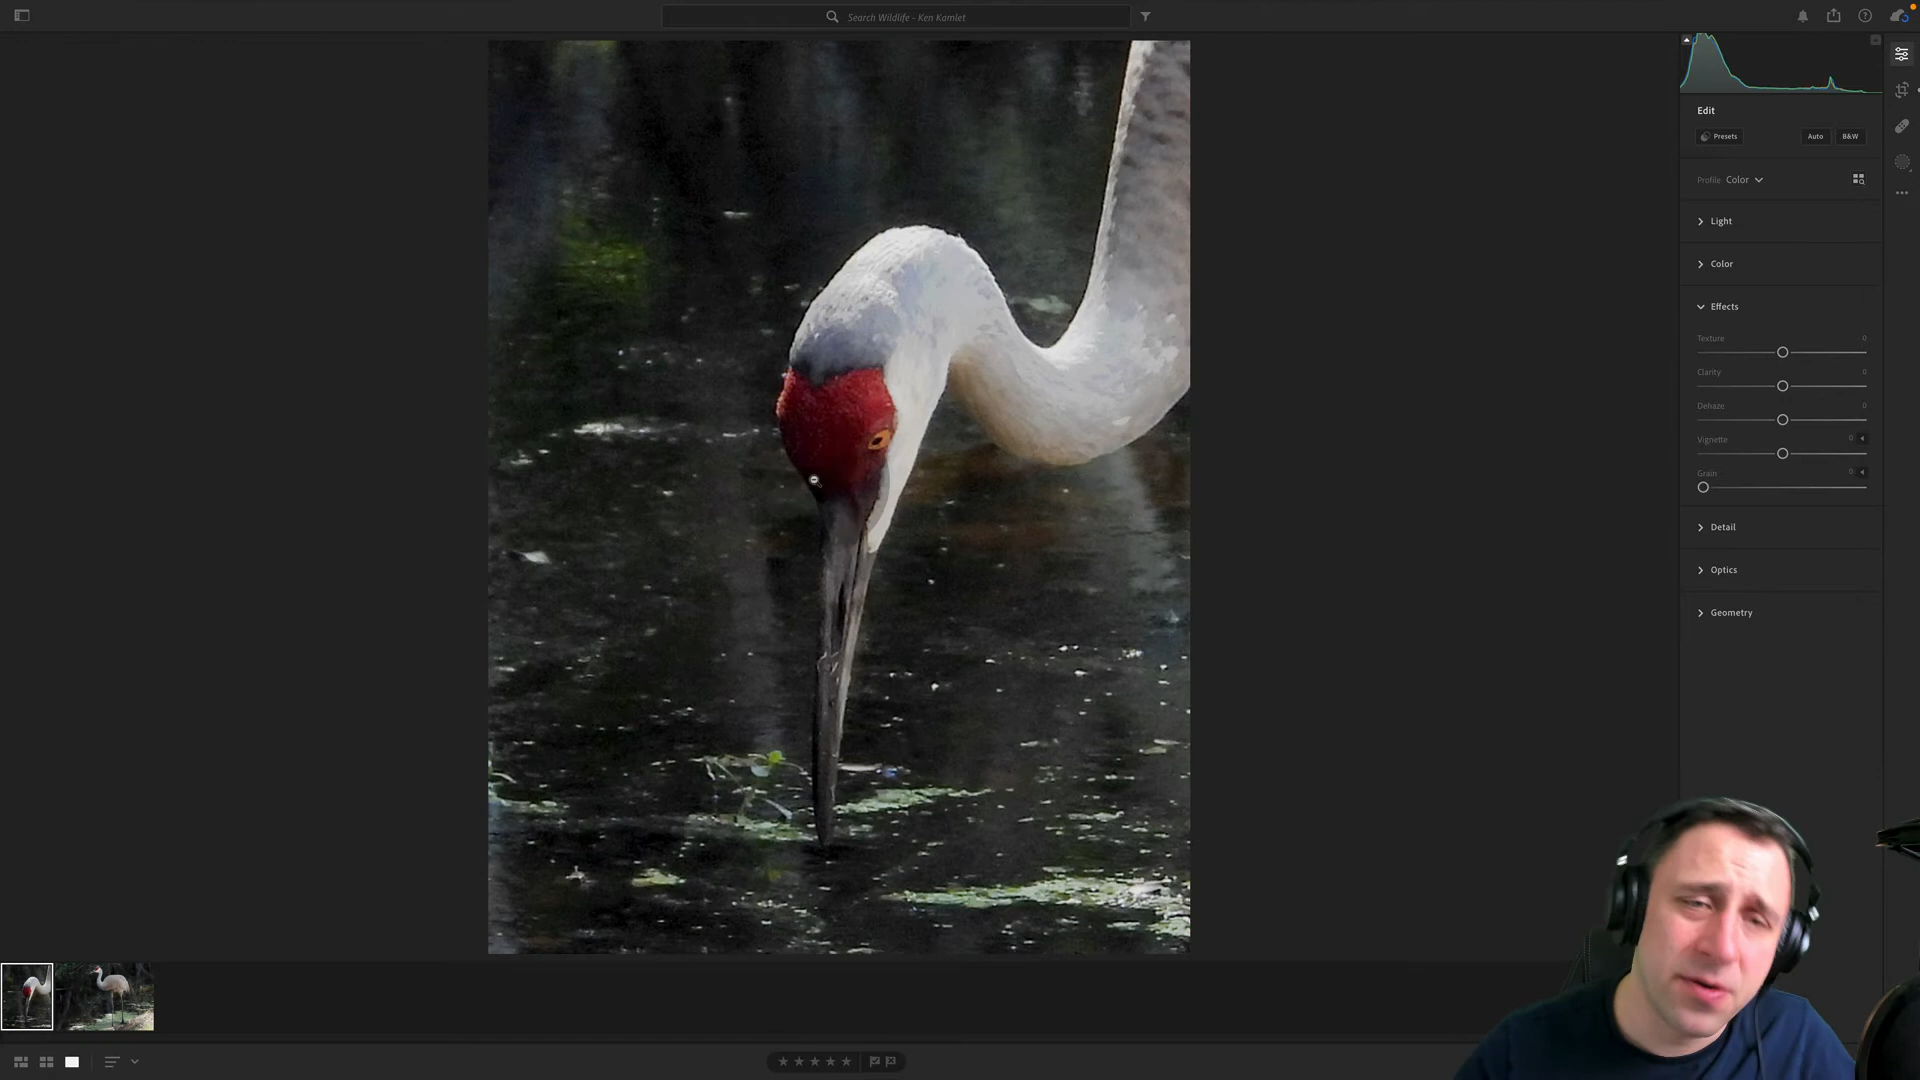 Search Wildlife - Ken Kamlet
Edit
Presets
Auto
B&W
Profile Color
Light
Color
Effects
Texture 0
Clarity 0
Dehaze 0
Vignette 0
Grain 0
Detail
Optics
Geometry